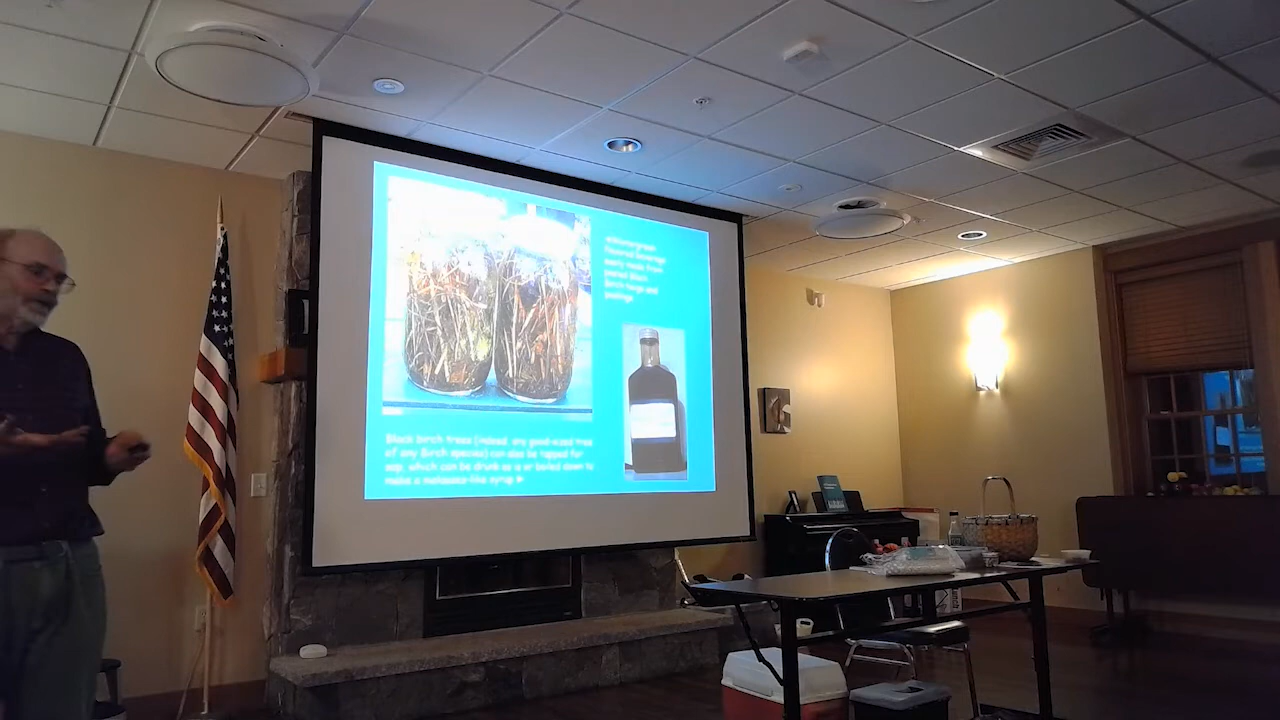 Wintergreen
flavored beverage
easily made from
peeled Black
Birch twigs and
peelings
Black birch trees (indeed, any good-sized tree
of any Birch species) can also be tapped for
sap, which can be drunk as is or boiled down to
make a molasses-like syrup